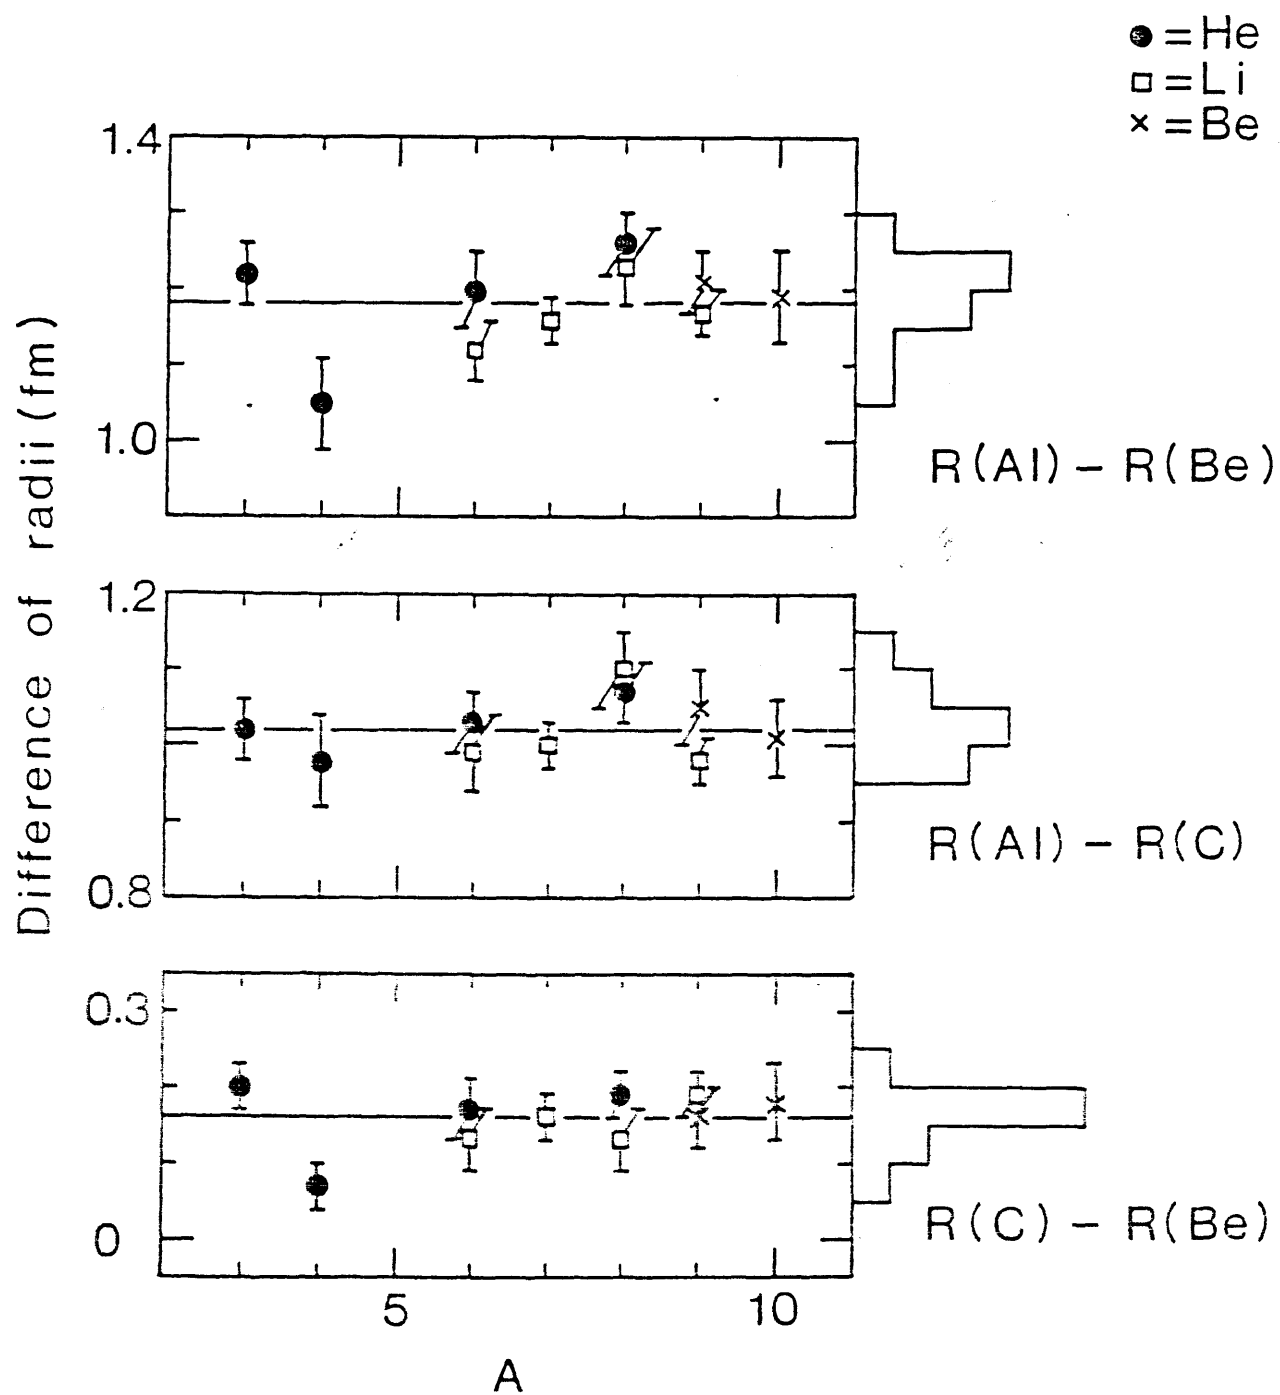 ● = He
□ = Li
× = Be
1.4
1.0
R(Al) – R(Be)
Difference of radii (fm)
1.2
0.8
R(Al) – R(C)
0.3
0
R(C) – R(Be)
5 10
A